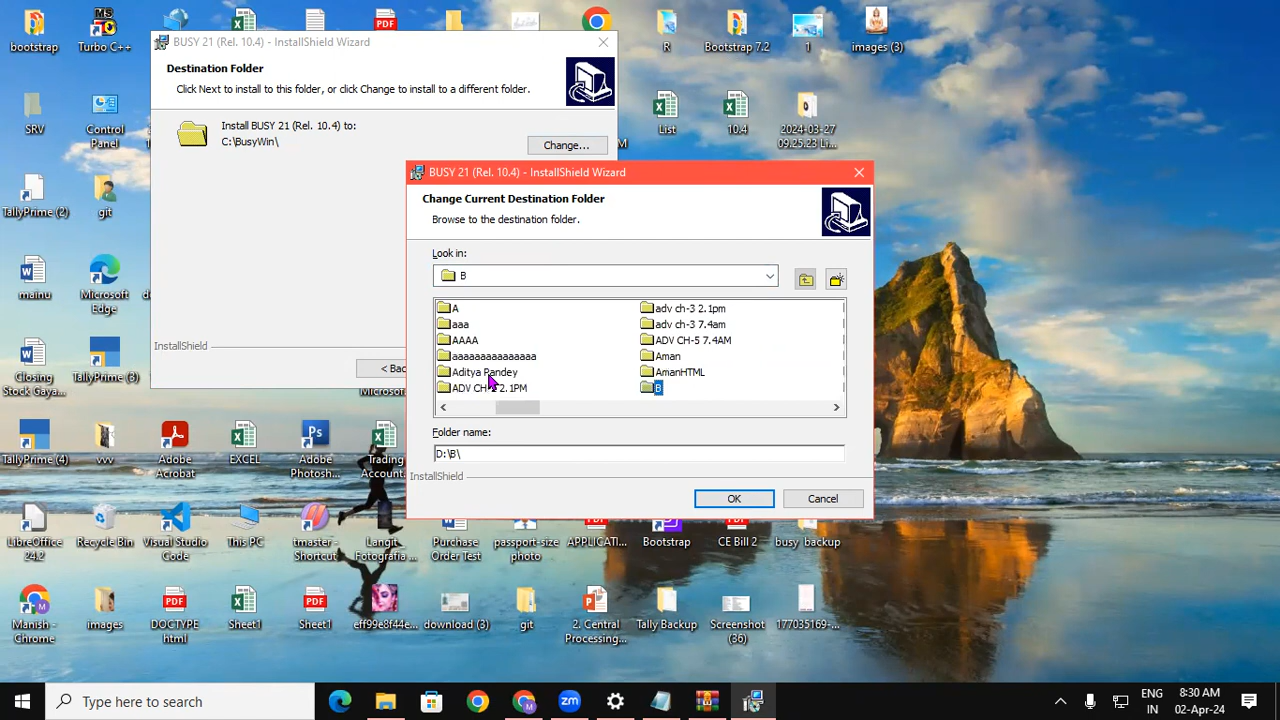 bootstrap
Turbo C++
R
Bootstrap 7.2
1
images (3)
BUSY 21 (Rel. 10.4) - InstallShield Wizard
Destination Folder
Click Next to install to this folder, or click Change to install to a different folder.
Install BUSY 21 (Rel. 10.4) to:
C:\BusyWin\
Change...
SRV
Control
Panel
M
List
10.4
2024-03-27
09.25.23 Li...
BUSY 21 (Rel. 10.4) - InstallShield Wizard
Change Current Destination Folder
Browse to the destination folder.
Look in:
B
A
aaa
AAAA
aaaaaaaaaaaaaaa
Aditya Pandey
2.1PM
adv ch-3 2.1pm
adv ch-3 7.4am
ADV CH-5 7.4AM
Aman
AmanHTML
B
Folder name:
D:\B\
InstallShield
OK
Cancel
InstallShield
< Bac
TallyPrime (2)
git
mainu
Microsoft
Edge
Closing
Stock Gaya...
TallyPrime (3)
TallyPrime (4)
vvv
Adobe
Acrobat
EXCEL
Adobe
Photosh...
Trading
Account...
LibreOffice
24.2
Recycle Bin
Visual Studio
Code
This PC
tmaster -
Shortcut
Langit-
Fotografia...
Purchase
Order Test
passport-size
photo
APPLICATI...
Bootstrap
CE Bill 2
busy backup
Manish -
Chrome
images
DOCTYPE
html
Sheet1
Sheet1
eff99e8f44e...
download (3)
git
2. Central
Processing...
Tally Backup
Screenshot
(36)
177035169-...
Type here to search
ENG
IN
8:30 AM
02-Apr-24